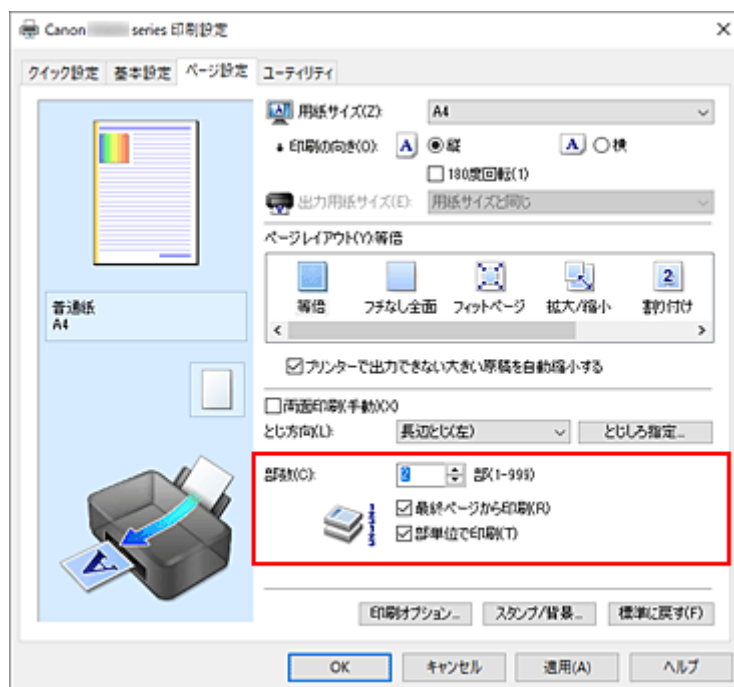 Canon series 印刷設定
クイック設定 基本設定 ページ設定 ユーティリティ
用紙サイズ(Z): A4
印刷の向き(O): A 縦 A 横
180度回転(1)
出力用紙サイズ(E): 用紙サイズと同じ
ページレイアウト(Y):等倍
等倍 フチなし全面 フィットページ 拡大/縮小 割り付け
2
普通紙
A4
プリンターで出力できない大きい原稿を自動縮小する
両面印刷(手動)(X)
とじ方向(L): 長辺とじ(左) とじしろ指定...
部数(C): 2 部(1-999)
最終ページから印刷(R)
部単位で印刷(T)
A
印刷オプション... スタンプ/背景... 標準に戻す(F)
OK キャンセル 適用(A) ヘルプ